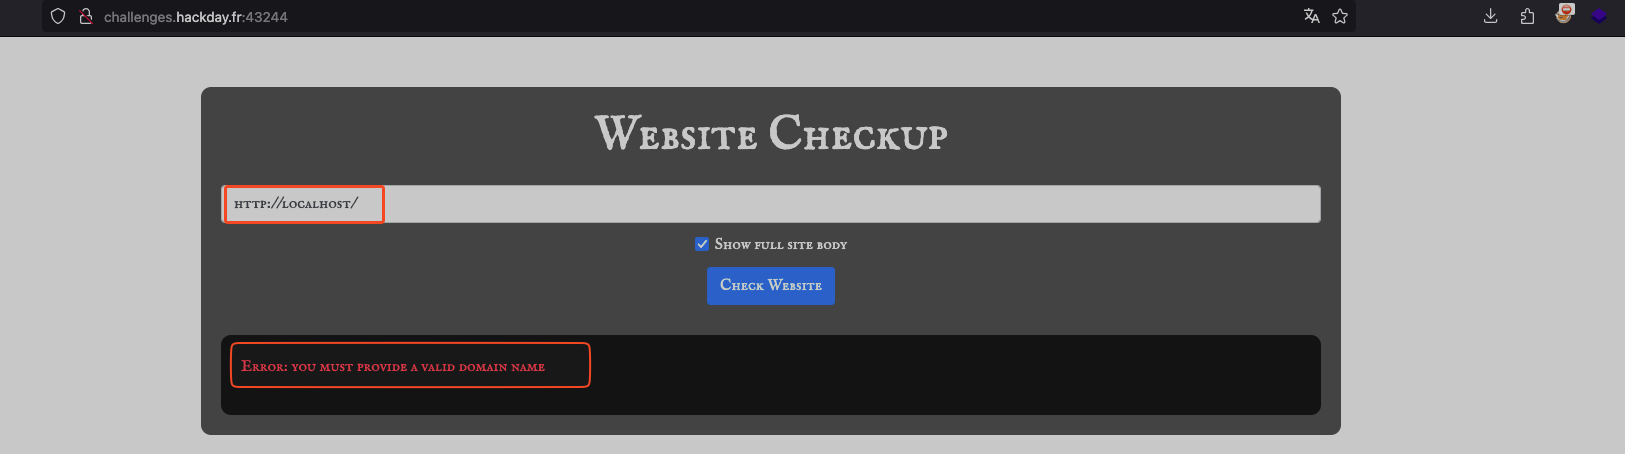 challenges.hackday.fr:43244
Website Checkup
http://localhost/
Show full site body
Check Website
Error: you must provide a valid domain name